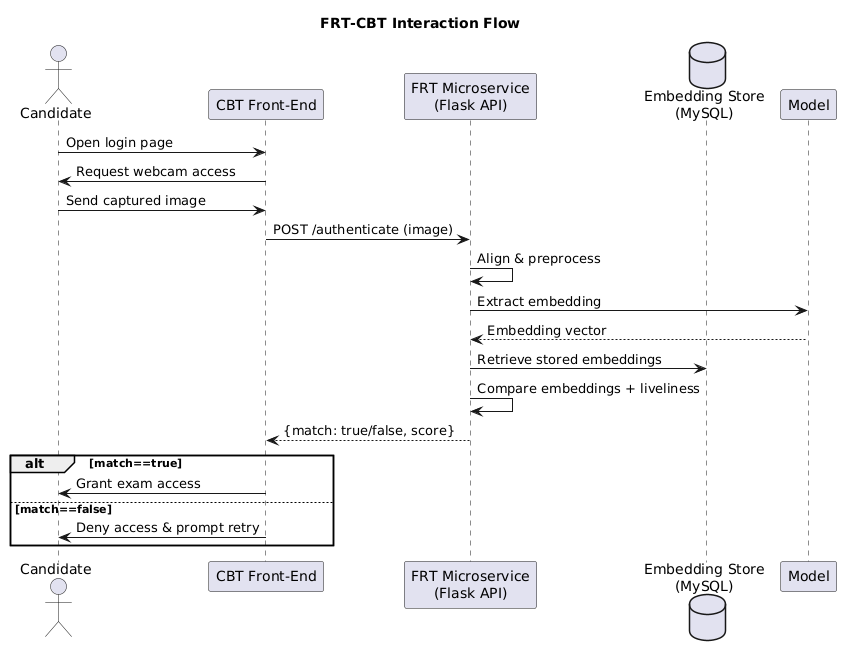 FRT-CBT Interaction Flow
Candidate
CBT Front-End
FRT Microservice
(Flask API)
Embedding Store
(MySQL)
Model
Open login page
Request webcam access
Send captured image
POST /authenticate (image)
Align & preprocess
Extract embedding
Embedding vector
Retrieve stored embeddings
Compare embeddings + liveliness
{match: true/false, score}
alt [match==true]
Grant exam access
[match==false]
Deny access & prompt retry
Candidate
CBT Front-End
FRT Microservice
(Flask API)
Embedding Store
(MySQL)
Model